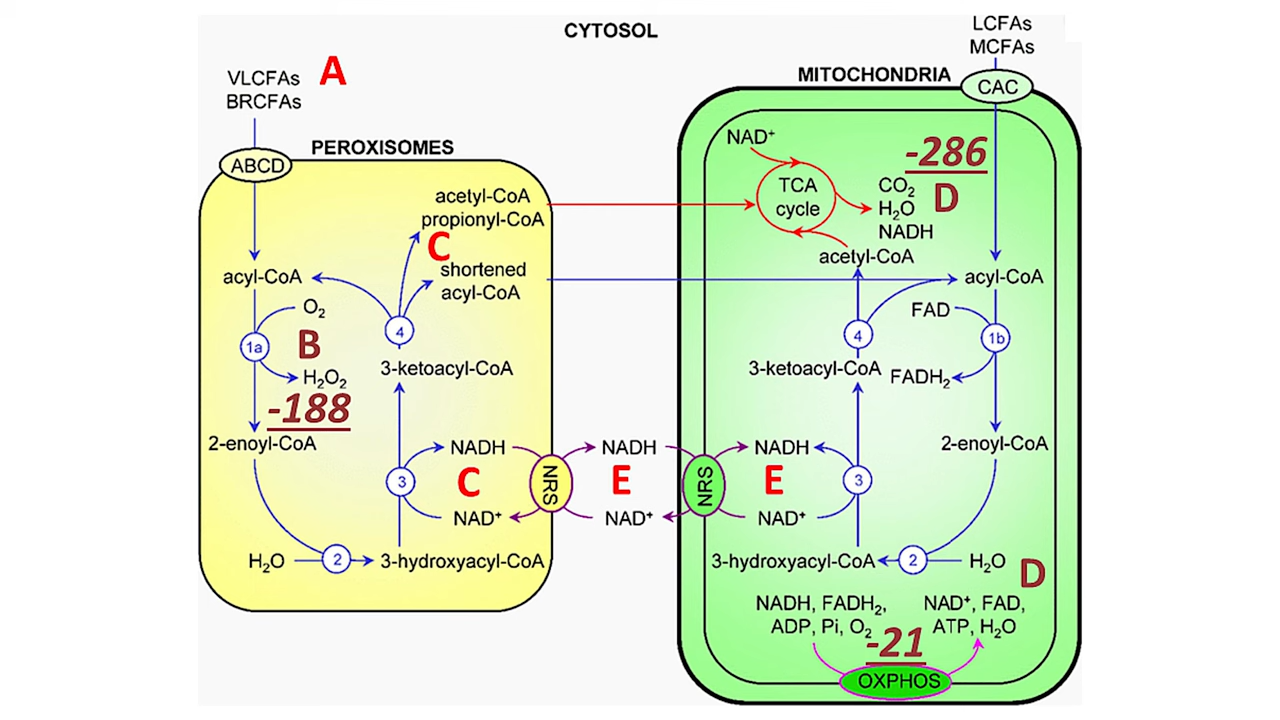 CYTOSOL
LCFAs
MCFAs
VLCFAs
BRCFAs
A
MITOCHONDRIA
CAC
PEROXISOMES
ABCD
NAD⁺
-286
acetyl-CoA
propionyl-CoA
TCA
cycle
CO₂
H₂O
NADH
D
C
acetyl-CoA
acyl-CoA
shortened
acyl-CoA
acyl-CoA
O₂
FAD
1a
B
4
4
1b
H₂O₂
3-ketoacyl-CoA
3-ketoacyl-CoA
FADH₂
-188
2-enoyl-CoA
NADH
NADH
NADH
2-enoyl-CoA
3
C
NRS
E
NRS
E
3
NAD⁺
NAD⁺
NAD⁺
H₂O
2
3-hydroxyacyl-CoA
3-hydroxyacyl-CoA
2
H₂O
D
NADH, FADH₂,
ADP, Pi, O₂
NAD⁺, FAD,
ATP, H₂O
-21
OXPHOS